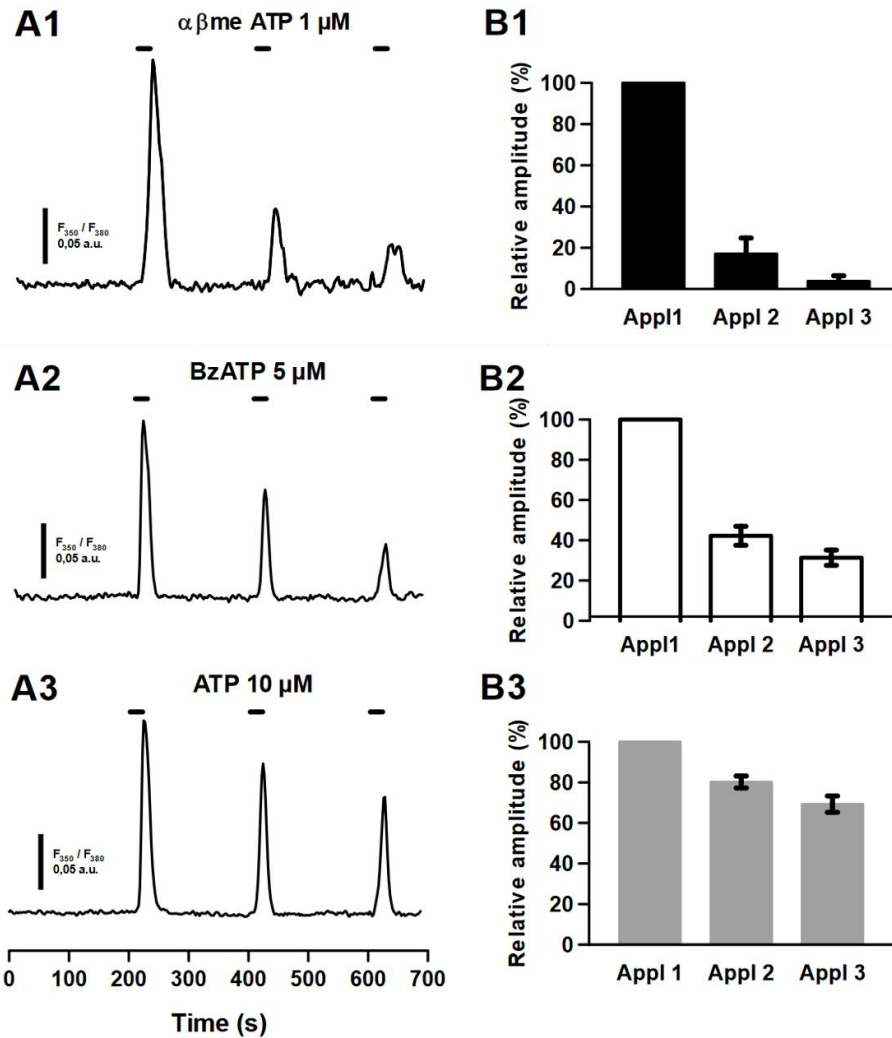 A1
αβme ATP 1 µM
F350 / F380
0,05 a.u.
B1
Relative amplitude (%)
100
80
60
40
20
0
Appl1 Appl 2 Appl 3
A2
BzATP 5 µM
F350 / F380
0,05 a.u.
B2
Relative amplitude (%)
100
80
60
40
20
0
Appl1 Appl 2 Appl 3
A3
ATP 10 µM
F350 / F380
0,05 a.u.
0 100 200 300 400 500 600 700
Time (s)
B3
Relative amplitude (%)
100
80
60
40
20
0
Appl 1 Appl 2 Appl 3